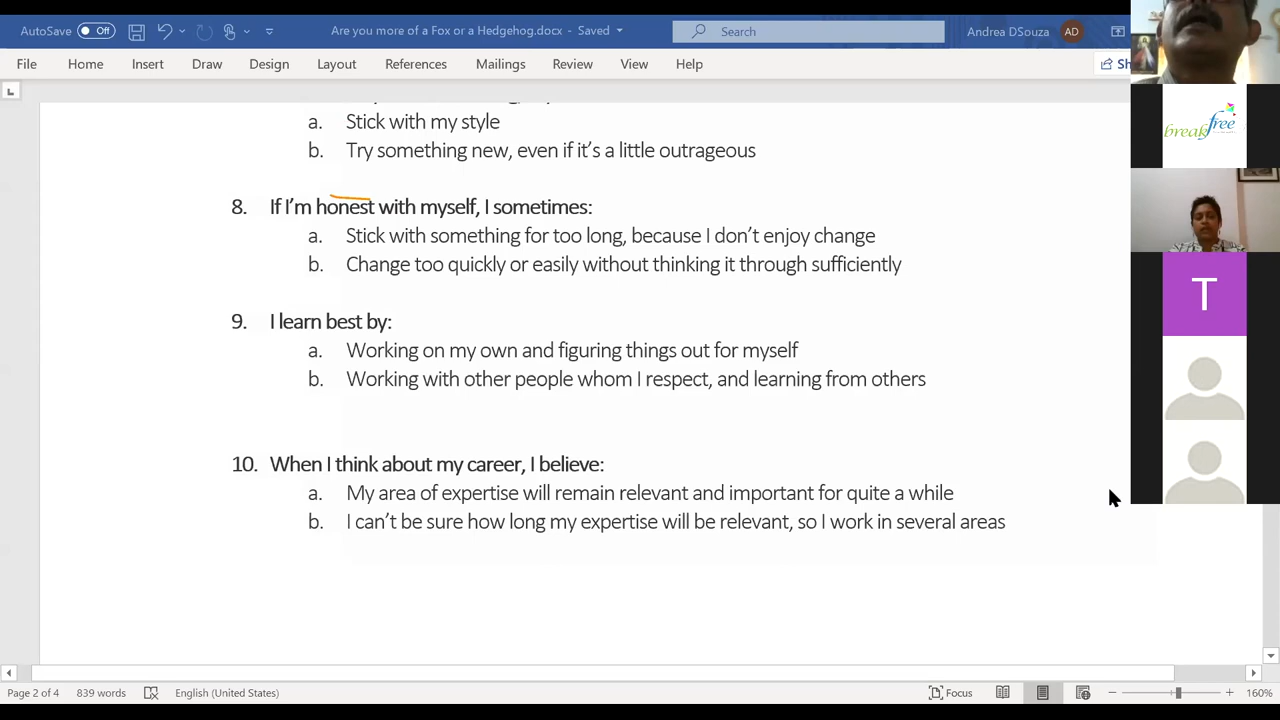 AutoSave Off Are you more of a Fox or a Hedgehog.docx - Saved Search Andrea DSouza AD
File Home Insert Draw Design Layout References Mailings Review View Help Sh
a. Stick with my style
b. Try something new, even if it's a little outrageous
8. If I'm honest with myself, I sometimes:
a. Stick with something for too long, because I don't enjoy change
b. Change too quickly or easily without thinking it through sufficiently
9. I learn best by:
a. Working on my own and figuring things out for myself
b. Working with other people whom I respect, and learning from others
10. When I think about my career, I believe:
a. My area of expertise will remain relevant and important for quite a while
b. I can't be sure how long my expertise will be relevant, so I work in several areas
breakfree
T
Page 2 of 4 839 words English (United States) Focus 160%